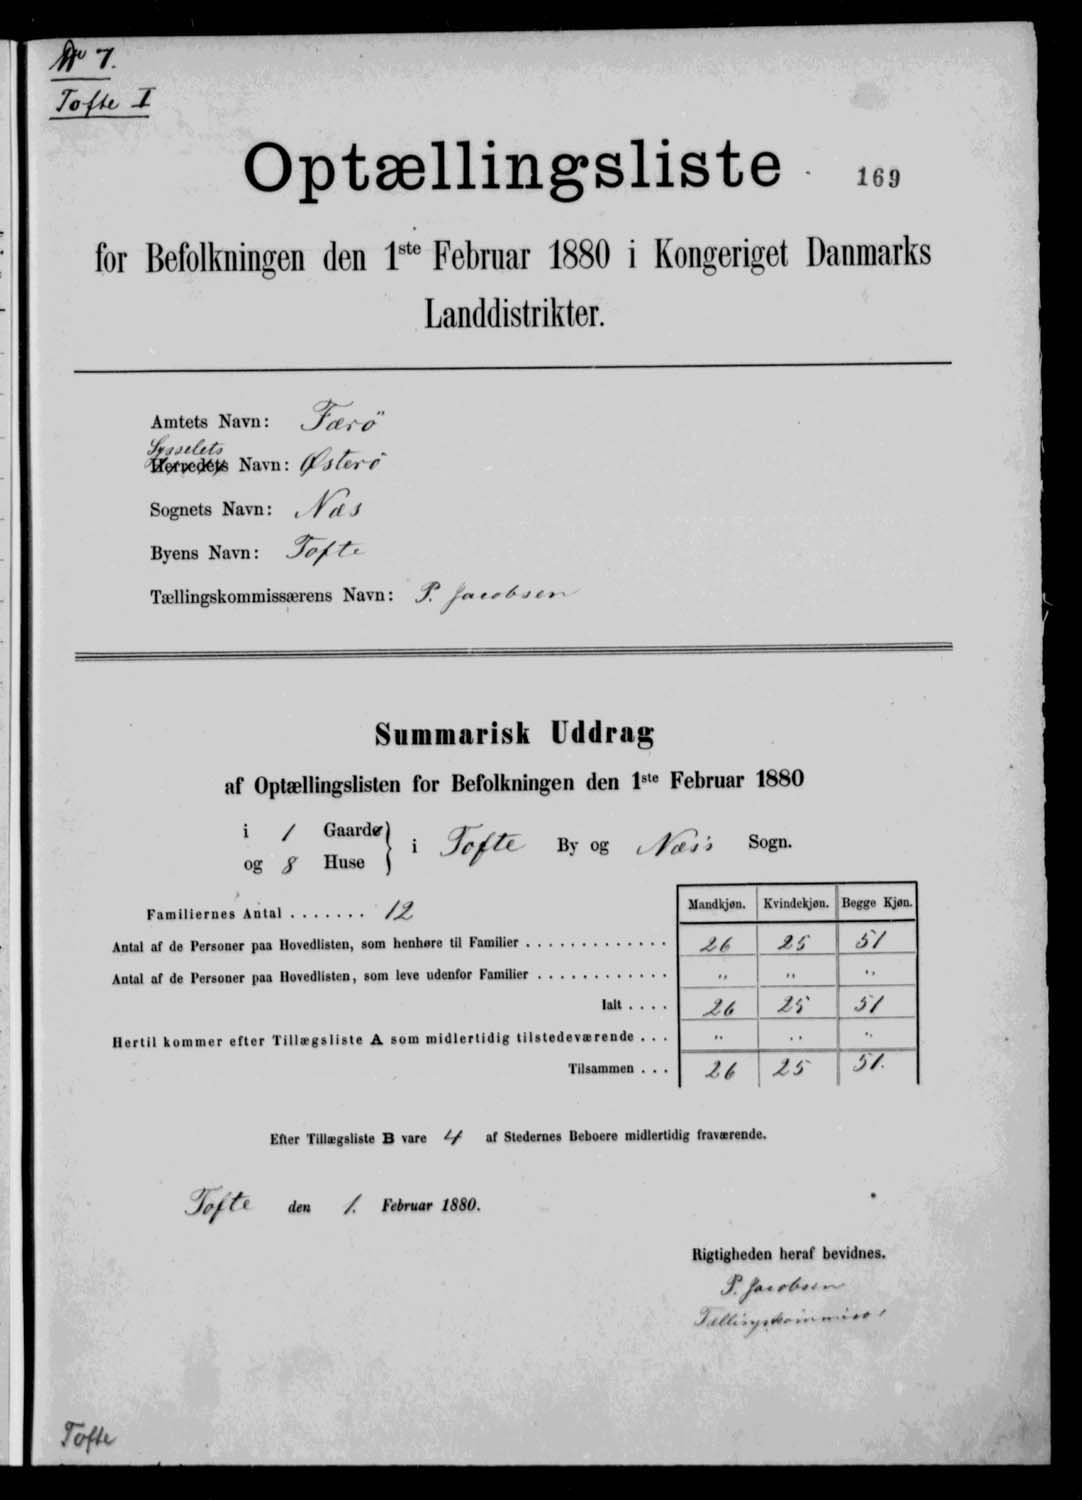 No 7.
Tofte I
Optællingsliste
169
for Befolkningen den 1ste Februar 1880 i Kongeriget Danmarks
Landdistrikter.
Amtets Navn: Færö
Sysselets
Herredets Navn: Østerö
Sognets Navn: Næs
Byens Navn: Tofte
Tællingskommissærens Navn: P. Jacobsen
Summarisk Uddrag
af Optællingslisten for Befolkningen den 1ste Februar 1880
i 1 Gaarde
og 8 Huse
i Tofte By og Næss Sogn.
Mandkjøn. Kvindekjøn. Begge Kjøn.
Familiernes Antal . . . . . . . 12
Antal af de Personer paa Hovedlisten, som henhøre til Familier . . . . . . . . . . . . . 26 25 51
Antal af de Personer paa Hovedlisten, som leve udenfor Familier . . . . . . . . . . . . " " "
Ialt . . . . 26 25 51
Hertil kommer efter Tillægsliste A som midlertidig tilstedeværende . . . " " "
Tilsammen . . . 26 25 51.
Efter Tillægsliste B vare 4 af Stedernes Beboere midlertidig fraværende.
Tofte den 1. Februar 1880.
Rigtigheden heraf bevidnes.
P. Jacobsen
Tofte